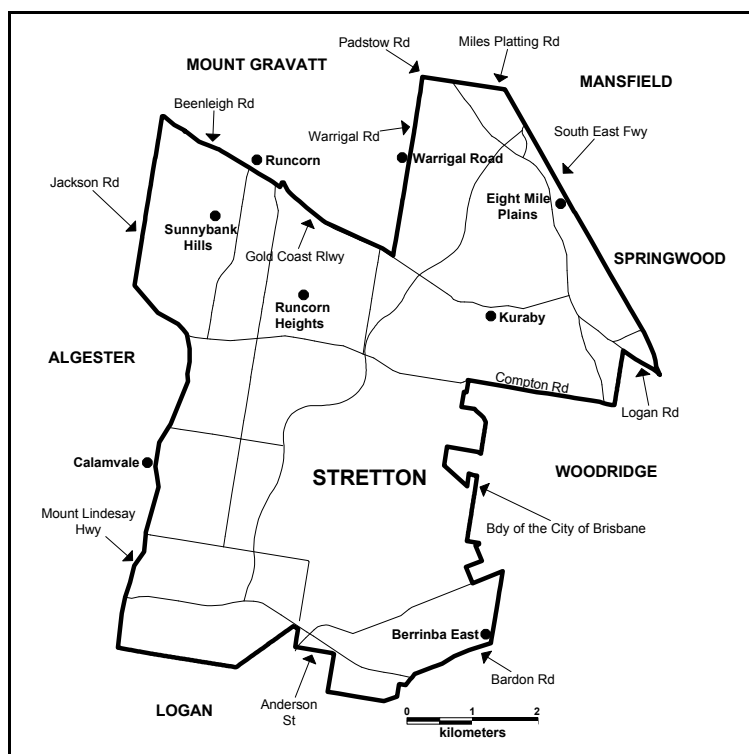 Padstow Rd
Miles Platting Rd
MOUNT GRAVATT
MANSFIELD
Beenleigh Rd
South East Fwy
Warrigal Rd
Runcorn
Warrigal Road
Jackson Rd
Eight Mile
Plains
Sunnybank
Hills
Gold Coast Rlwy
SPRINGWOOD
Runcorn
Heights
Kuraby
ALGESTER
Compton Rd
Logan Rd
Calamvale
STRETTON
WOODRIDGE
Mount Lindesay
Hwy
Bdy of the City of Brisbane
Berrinba East
Bardon Rd
LOGAN
Anderson
St
0 1 2
kilometers